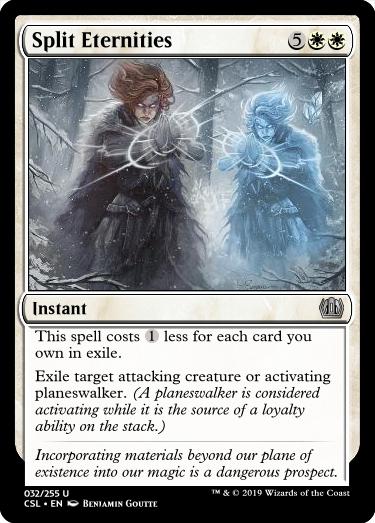 Split Eternities 5
Instant
This spell costs 1 less for each card you
own in exile.
Exile target attacking creature or activating
planeswalker. (A planeswalker is considered
activating while it is the source of a loyalty
ability on the stack.)
Incorporating materials beyond our plane of
existence into our magic is a dangerous prospect.
032/255 U
CSL • EN Benjamin Goutte
™ & © 2019 Wizards of the Coast